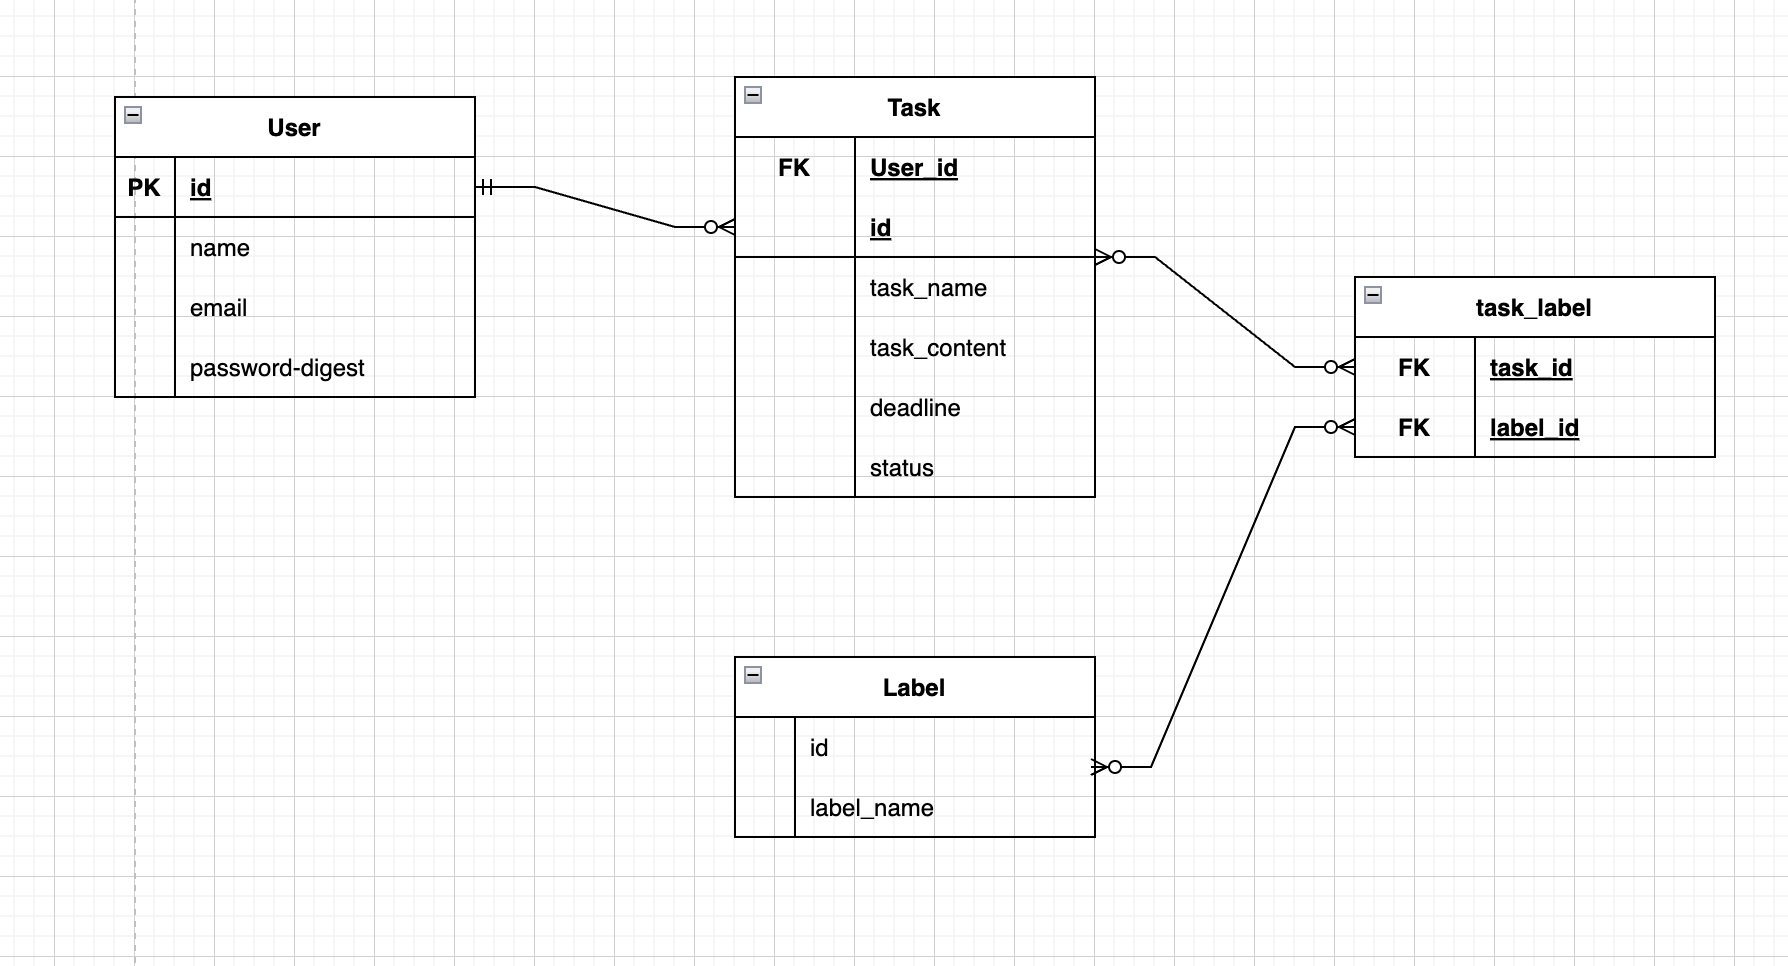 User
PK id
name
email
password-digest
Task
FK User_id
id
task_name
task_content
deadline
status
task_label
FK task_id
FK label_id
Label
id
label_name